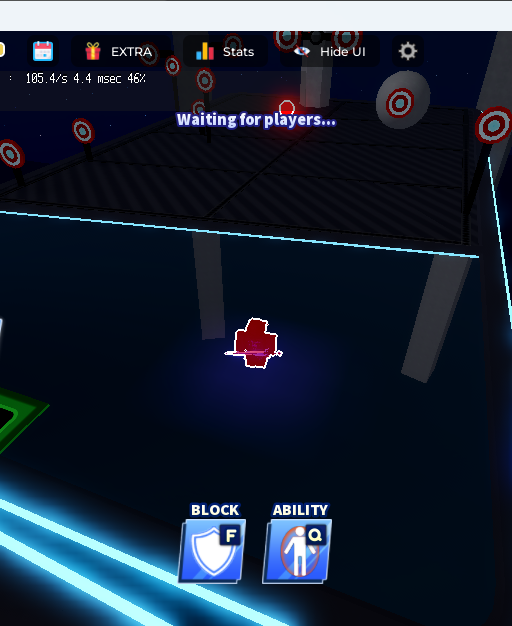 EXTRA Stats Hide UI
: 105.4/s 4.4 msec 46%
Waiting for players...
BLOCK ABILITY
F Q